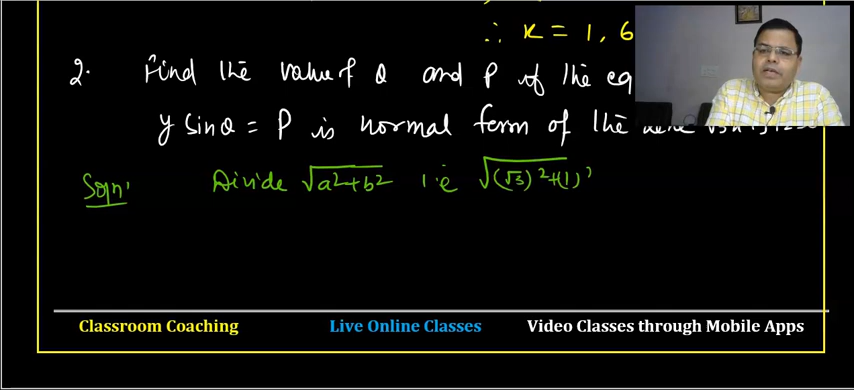 ∴ K = 1, 6
2. Find the value of θ and P if the eq
y sinθ = P is normal form of the
Soln: Divide √a²+b² i.e √(√3)²+(1)²
Classroom Coaching Live Online Classes Video Classes through Mobile Apps